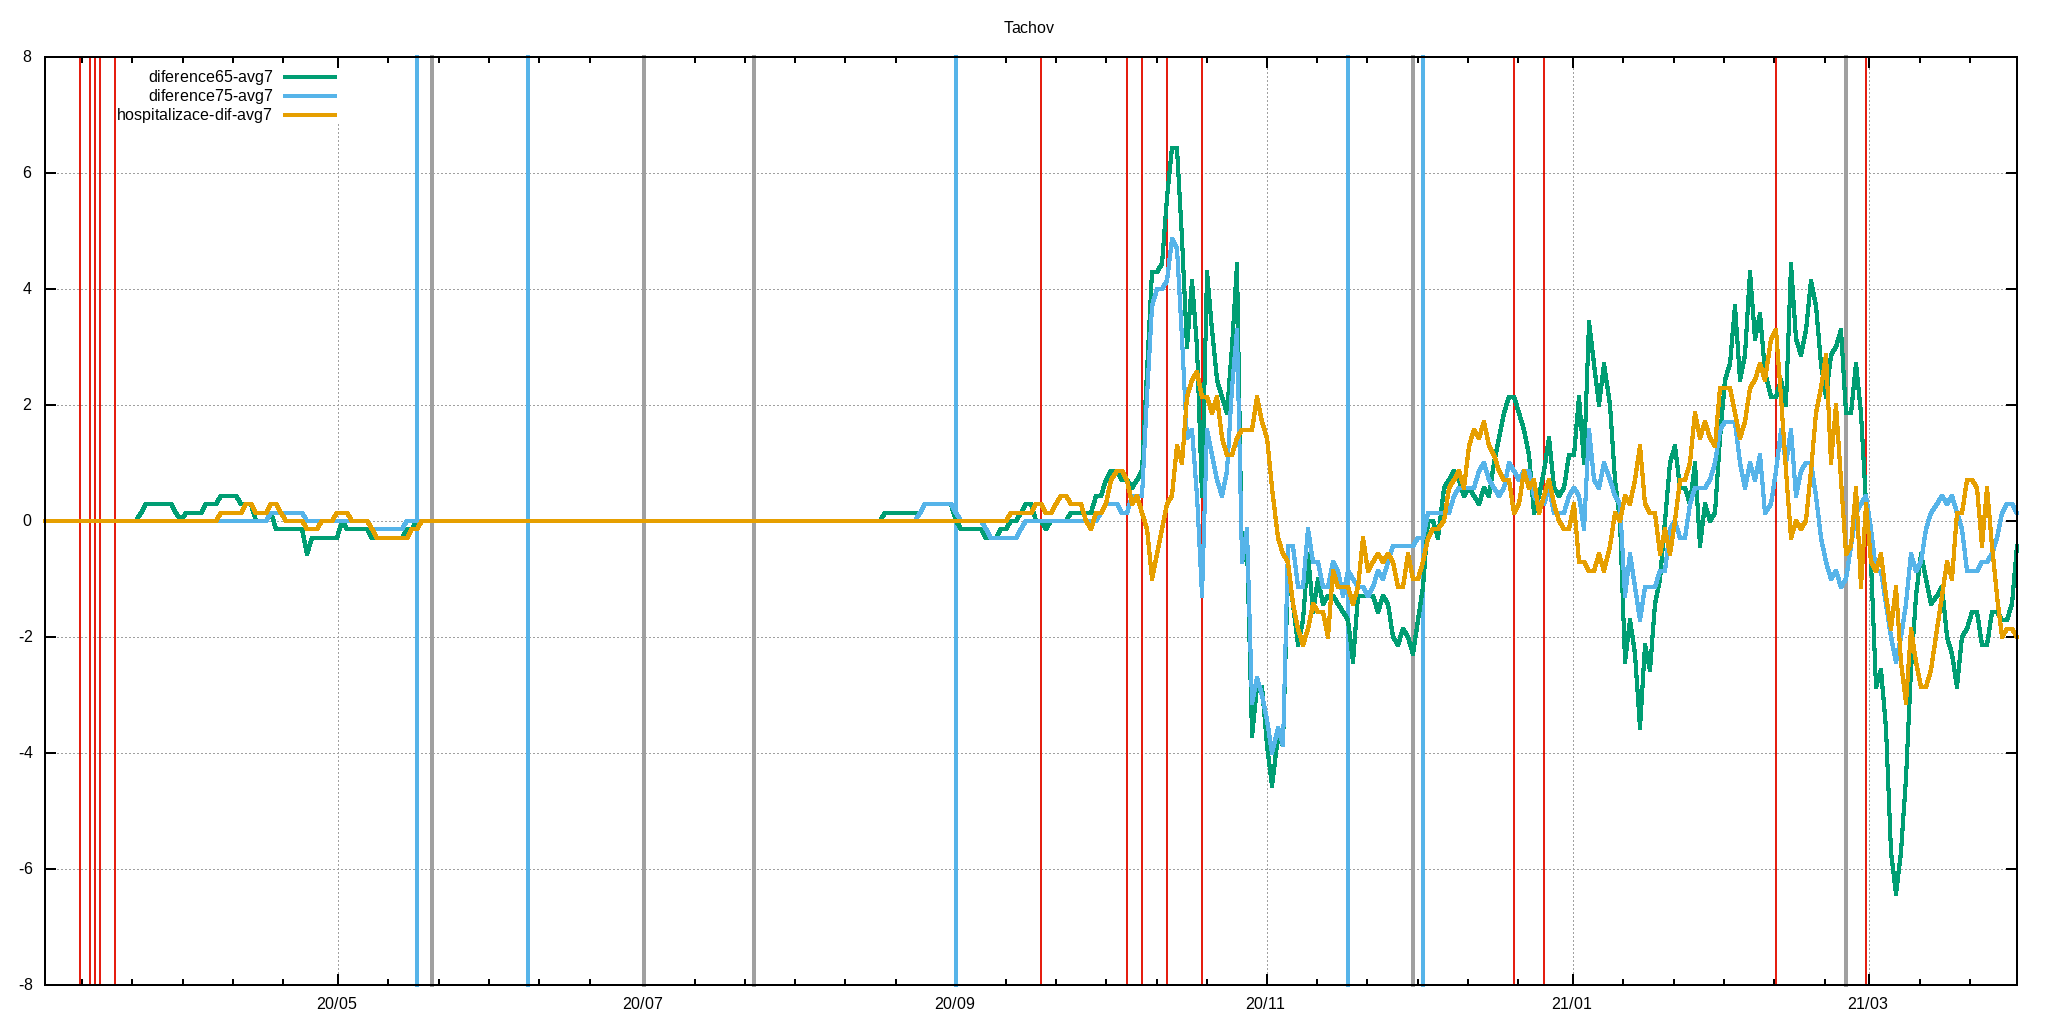 Tachov
diference65-avg7
diference75-avg7
hospitalizace-dif-avg7
8
6
4
2
0
-2
-4
-6
-8
20/05 20/07 20/09 20/11 21/01 21/03